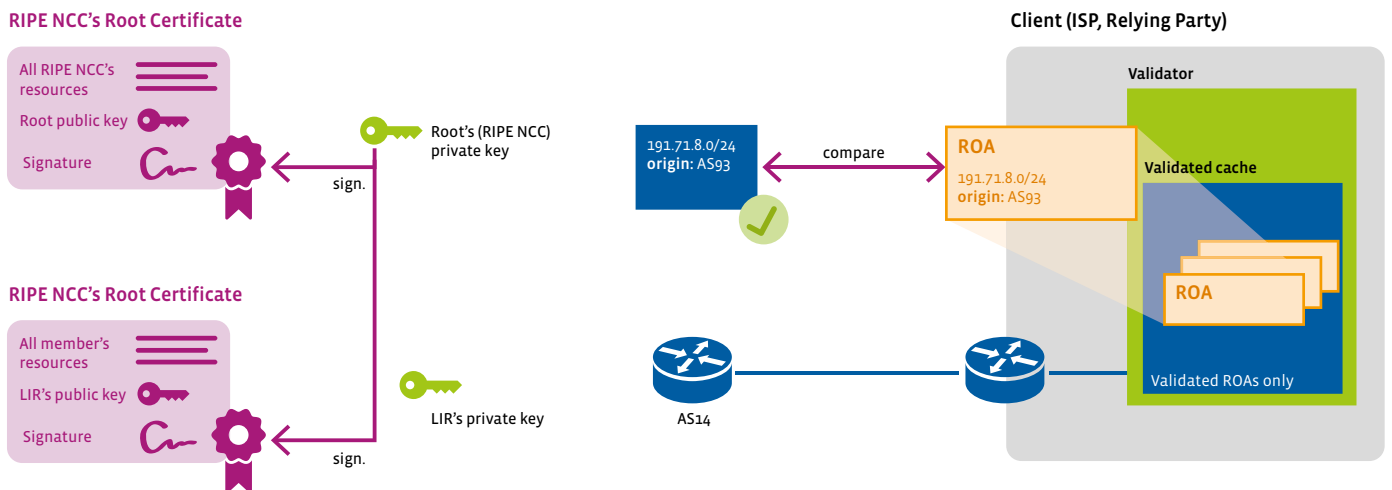 RIPE NCC's Root Certificate
All RIPE NCC's
resources
Root public key
Signature
Root's (RIPE NCC)
private key
sign.
RIPE NCC's Root Certificate
All member's
resources
LIR's public key
Signature
LIR's private key
sign.
191.71.8.0/24
origin: AS93
compare
AS14
Client (ISP, Relying Party)
Validator
ROA
191.71.8.0/24
origin: AS93
Validated cache
ROA
Validated ROAs only